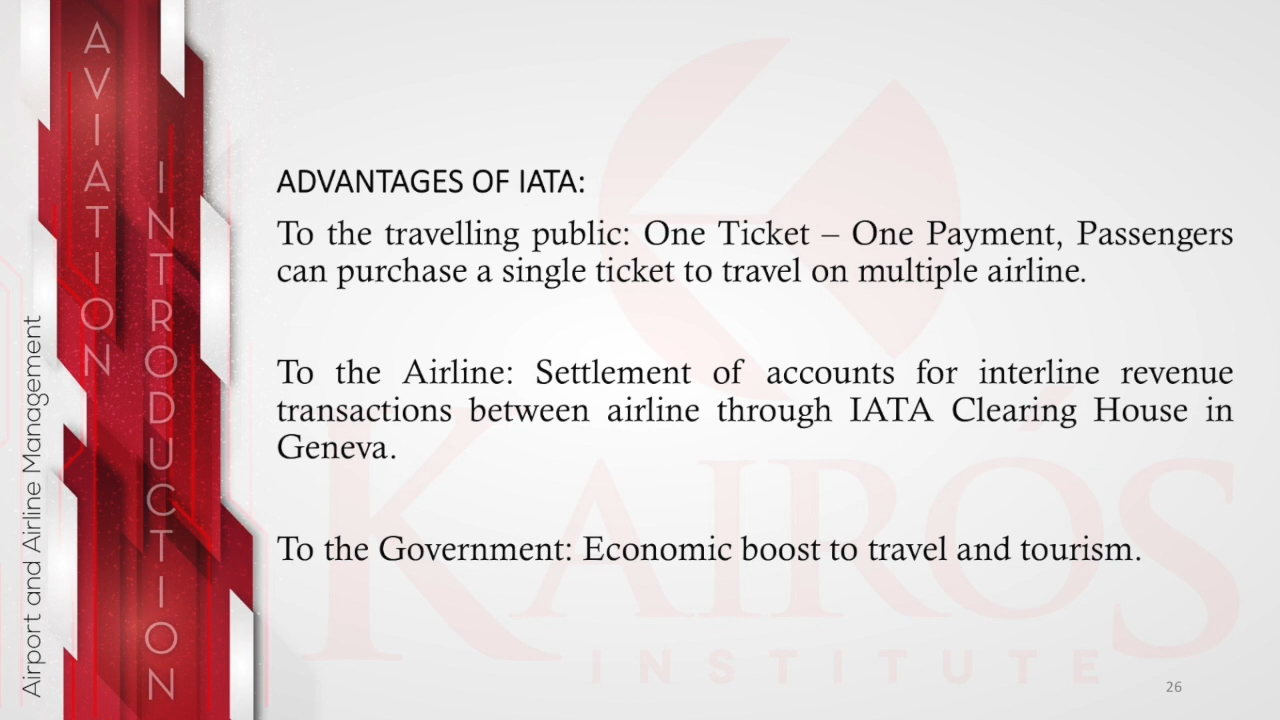 AVIATION
INTRODUCTION
Airport and Airline Management
ADVANTAGES OF IATA:
To the travelling public: One Ticket – One Payment, Passengers
can purchase a single ticket to travel on multiple airline.
To the Airline: Settlement of accounts for interline revenue
transactions between airline through IATA Clearing House in
Geneva.
To the Government: Economic boost to travel and tourism.
KAIRÓS
INSTITUTE
26